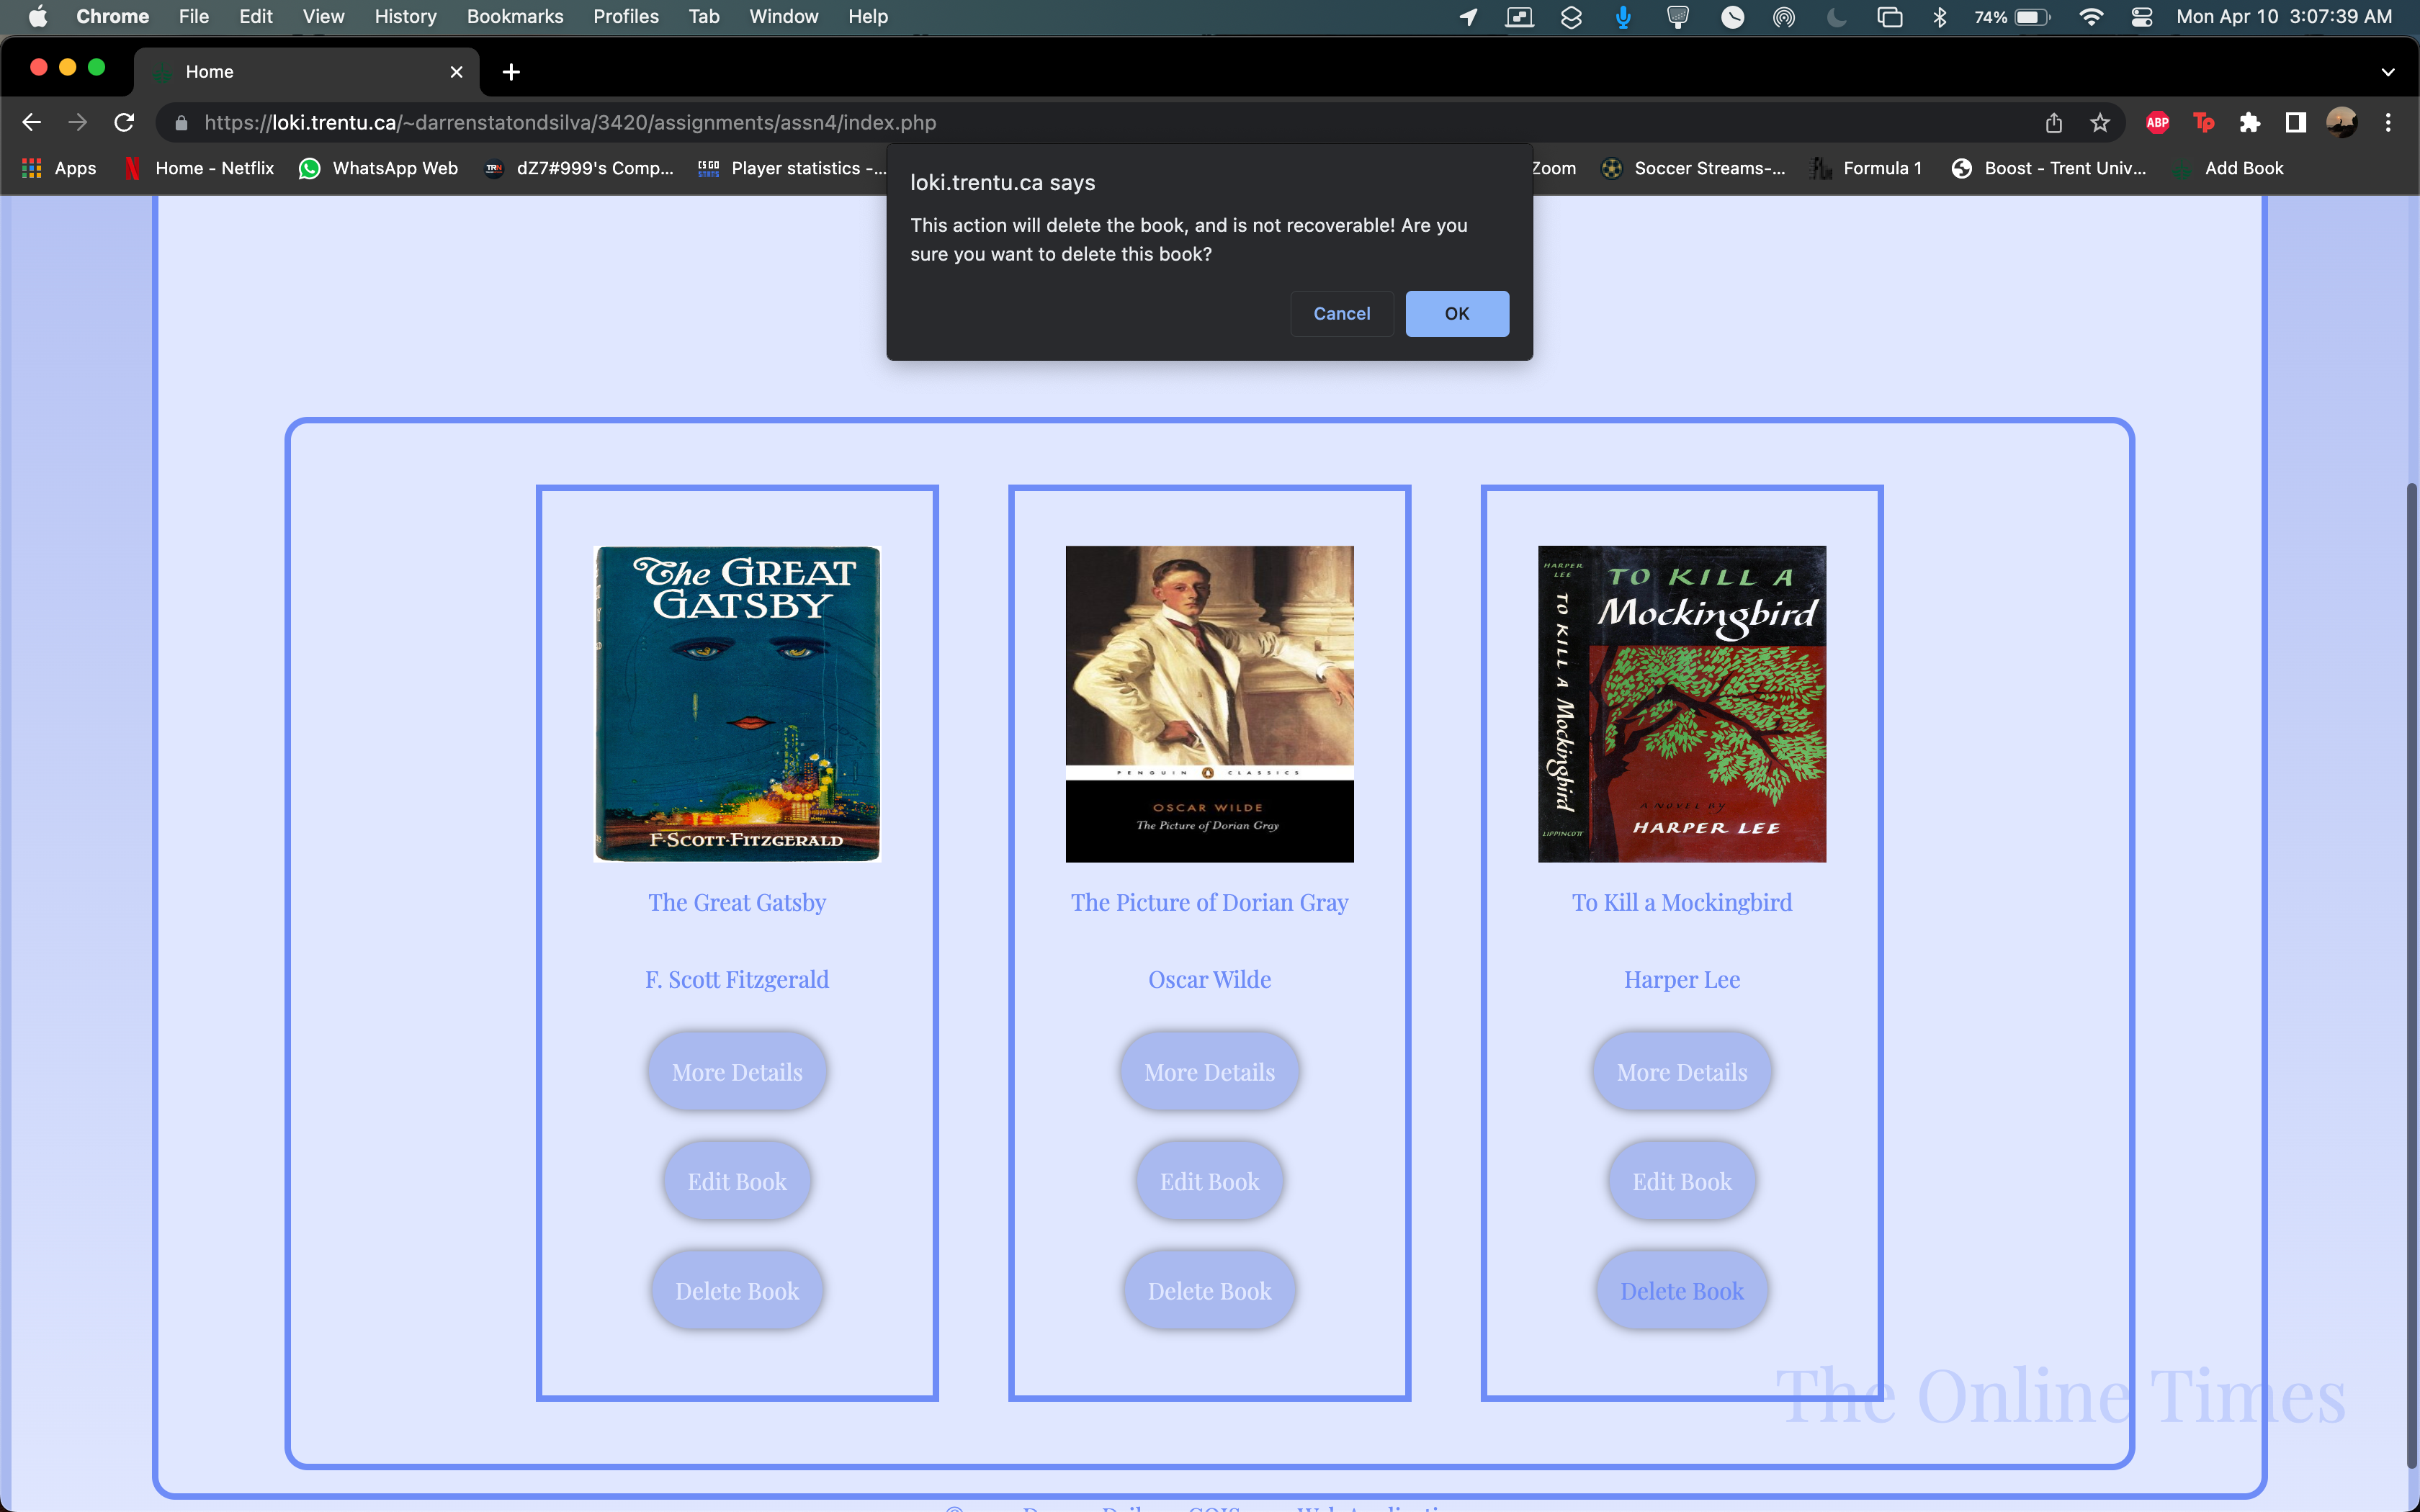 Chrome File Edit View History Bookmarks Profiles Tab Window Help 74% Mon Apr 10 3:07:39 AM
Home
https://loki.trentu.ca/~darrenstatondsilva/3420/assignments/assn4/index.php ABP Tp
Apps Home - Netflix WhatsApp Web TRN dZ7#999's Comp... CS GO STATS Player statistics -... Zoom Soccer Streams-... Formula 1 Boost - Trent Univ... Add Book
loki.trentu.ca says
This action will delete the book, and is not recoverable! Are you
sure you want to delete this book?
Cancel OK
The GREAT
GATSBY
F·SCOTT·FITZGERALD
The Great Gatsby
F. Scott Fitzgerald
More Details
Edit Book
Delete Book
PENGUIN CLASSICS
OSCAR WILDE
The Picture of Dorian Gray
The Picture of Dorian Gray
Oscar Wilde
More Details
Edit Book
Delete Book
HARPER
LEE
TO KILL A Mockingbird
LIPPINCOTT
TO KILL A
Mockingbird
A NOVEL BY
HARPER LEE
To Kill a Mockingbird
Harper Lee
More Details
Edit Book
Delete Book
The Online Times